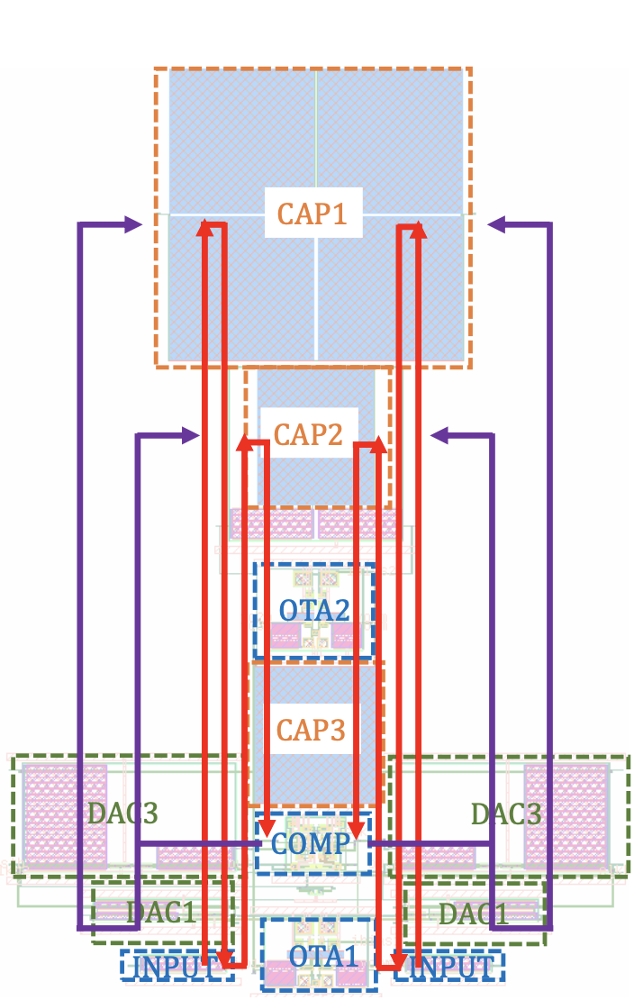 CAP1
CAP2
OTA2
CAP3
DAC3
DAC3
COMP
DAC1
DAC1
INPUT
OTA1
INPUT